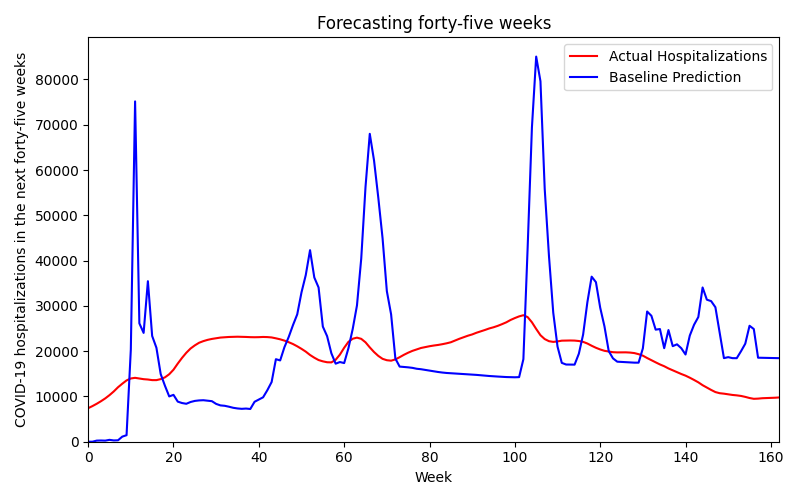 Forecasting forty-five weeks
Actual Hospitalizations
Baseline Prediction
COVID-19 hospitalizations in the next forty-five weeks
80000
70000
60000
50000
40000
30000
20000
10000
0
0 20 40 60 80 100 120 140 160
Week